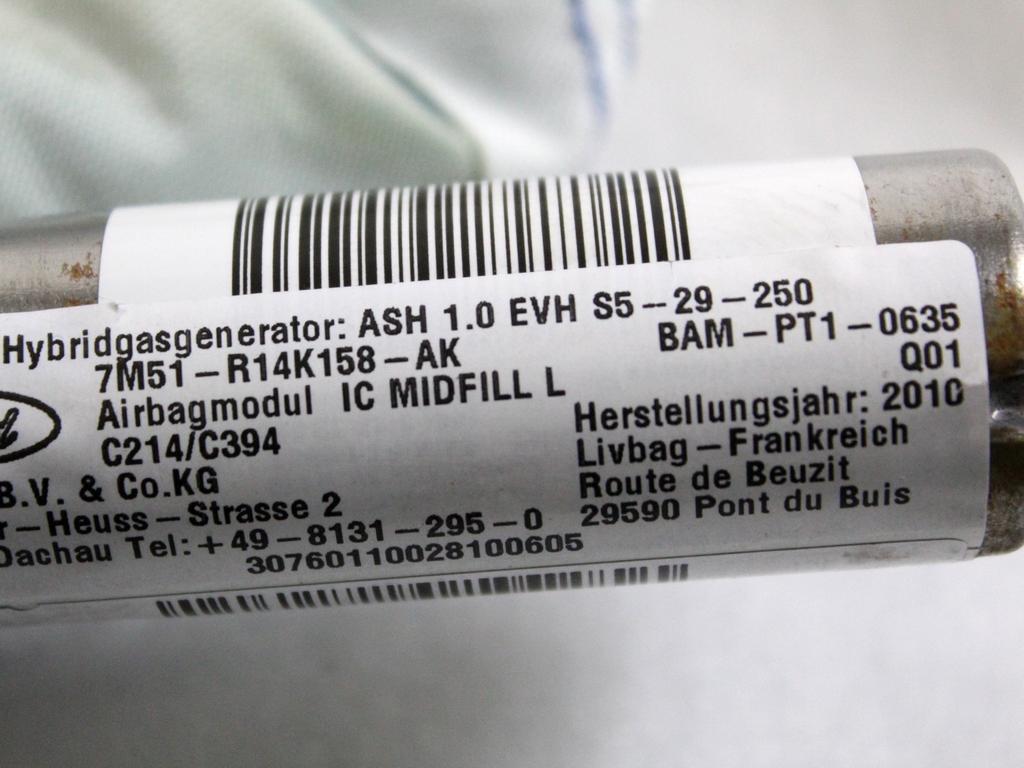 Hybridgasgenerator: ASH 1.0 EVH S5-29-250
7M51-R14K158-AK BAM-PT1-0635
Q01
Airbagmodul IC MIDFILL L
C214/C394
Herstellungsjahr: 2010
Livbag-Frankreich
Route de Beuzit
29590 Pont du Buis
B.V. & Co.KG
r-Heuss-Strasse 2
Dachau Tel:+49-8131-295-0
30760110028100605